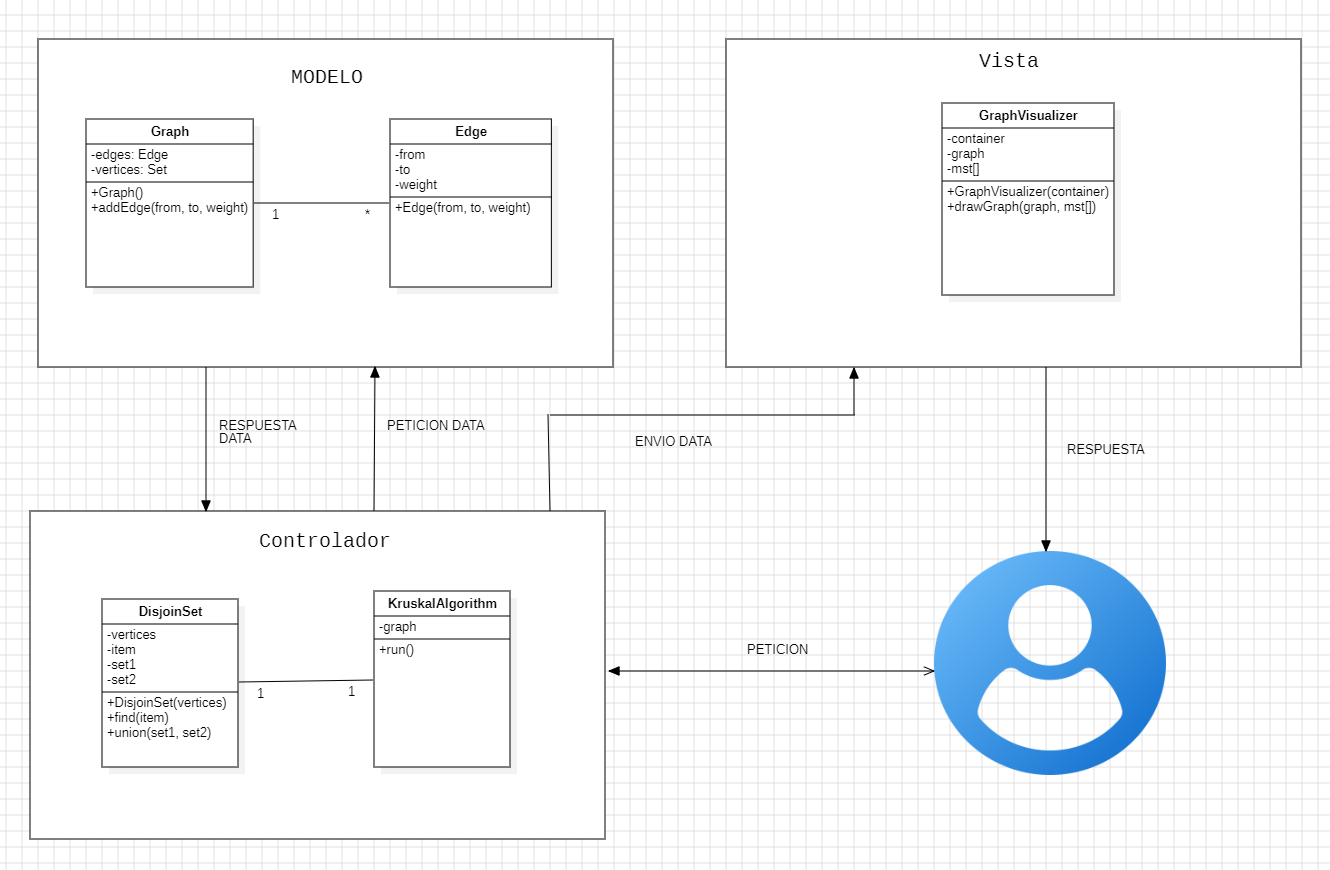 MODELO
Graph
-edges: Edge
-vertices: Set
+Graph()
+addEdge(from, to, weight)
1
*
Edge
-from
-to
-weight
+Edge(from, to, weight)
Vista
GraphVisualizer
-container
-graph
-mst[]
+GraphVisualizer(container)
+drawGraph(graph, mst[])
RESPUESTA
DATA
PETICION DATA
ENVIO DATA
RESPUESTA
Controlador
DisjoinSet
-vertices
-item
-set1
-set2
+DisjoinSet(vertices)
+find(item)
+union(set1, set2)
1
1
KruskalAlgorithm
-graph
+run()
PETICION